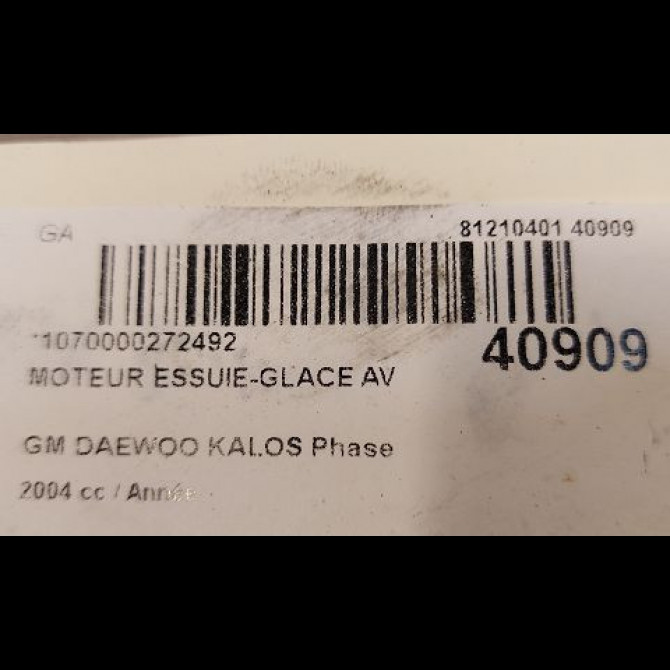 GA 81210401 40909
*1070000272492 40909
MOTEUR ESSUIE-GLACE AV
GM DAEWOO KALOS Phase
2004 cc / Année